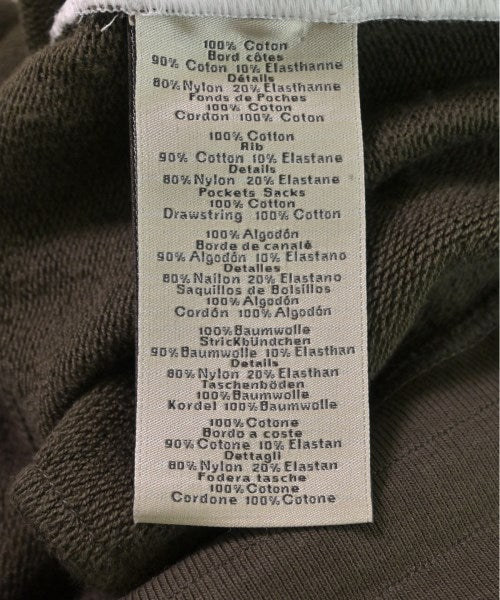 100% Coton
Bord côtes
90% Coton 10% Elasthanne
Détails
80% Nylon 20% Elasthanne
Fonds de Poches
100% Coton
Cordon 100% Coton
100% Cotton
Rib
90% Cotton 10% Elastane
Details
80% Nylon 20% Elastane
Pockets Sacks
100% Cotton
Drawstring 100% Cotton
100% Algodón
Borde de canalé
90% Algodón 10% Elastano
Detalles
80% Nailon 20% Elastano
Saquillos de Bolsillos
100% Algodón
Cordón 100% Algodón
100% Baumwolle
Strickbündchen
90% Baumwolle 10% Elasthan
Details
80% Nylon 20% Elasthan
Taschenböden
100% Baumwolle
Kordel 100% Baumwolle
100% Cotone
Bordo a coste
90% Cotone 10% Elastan
Dettagli
80% Nylon 20% Elastan
Fodera tasche
100% Cotone
Cordone 100% Cotone